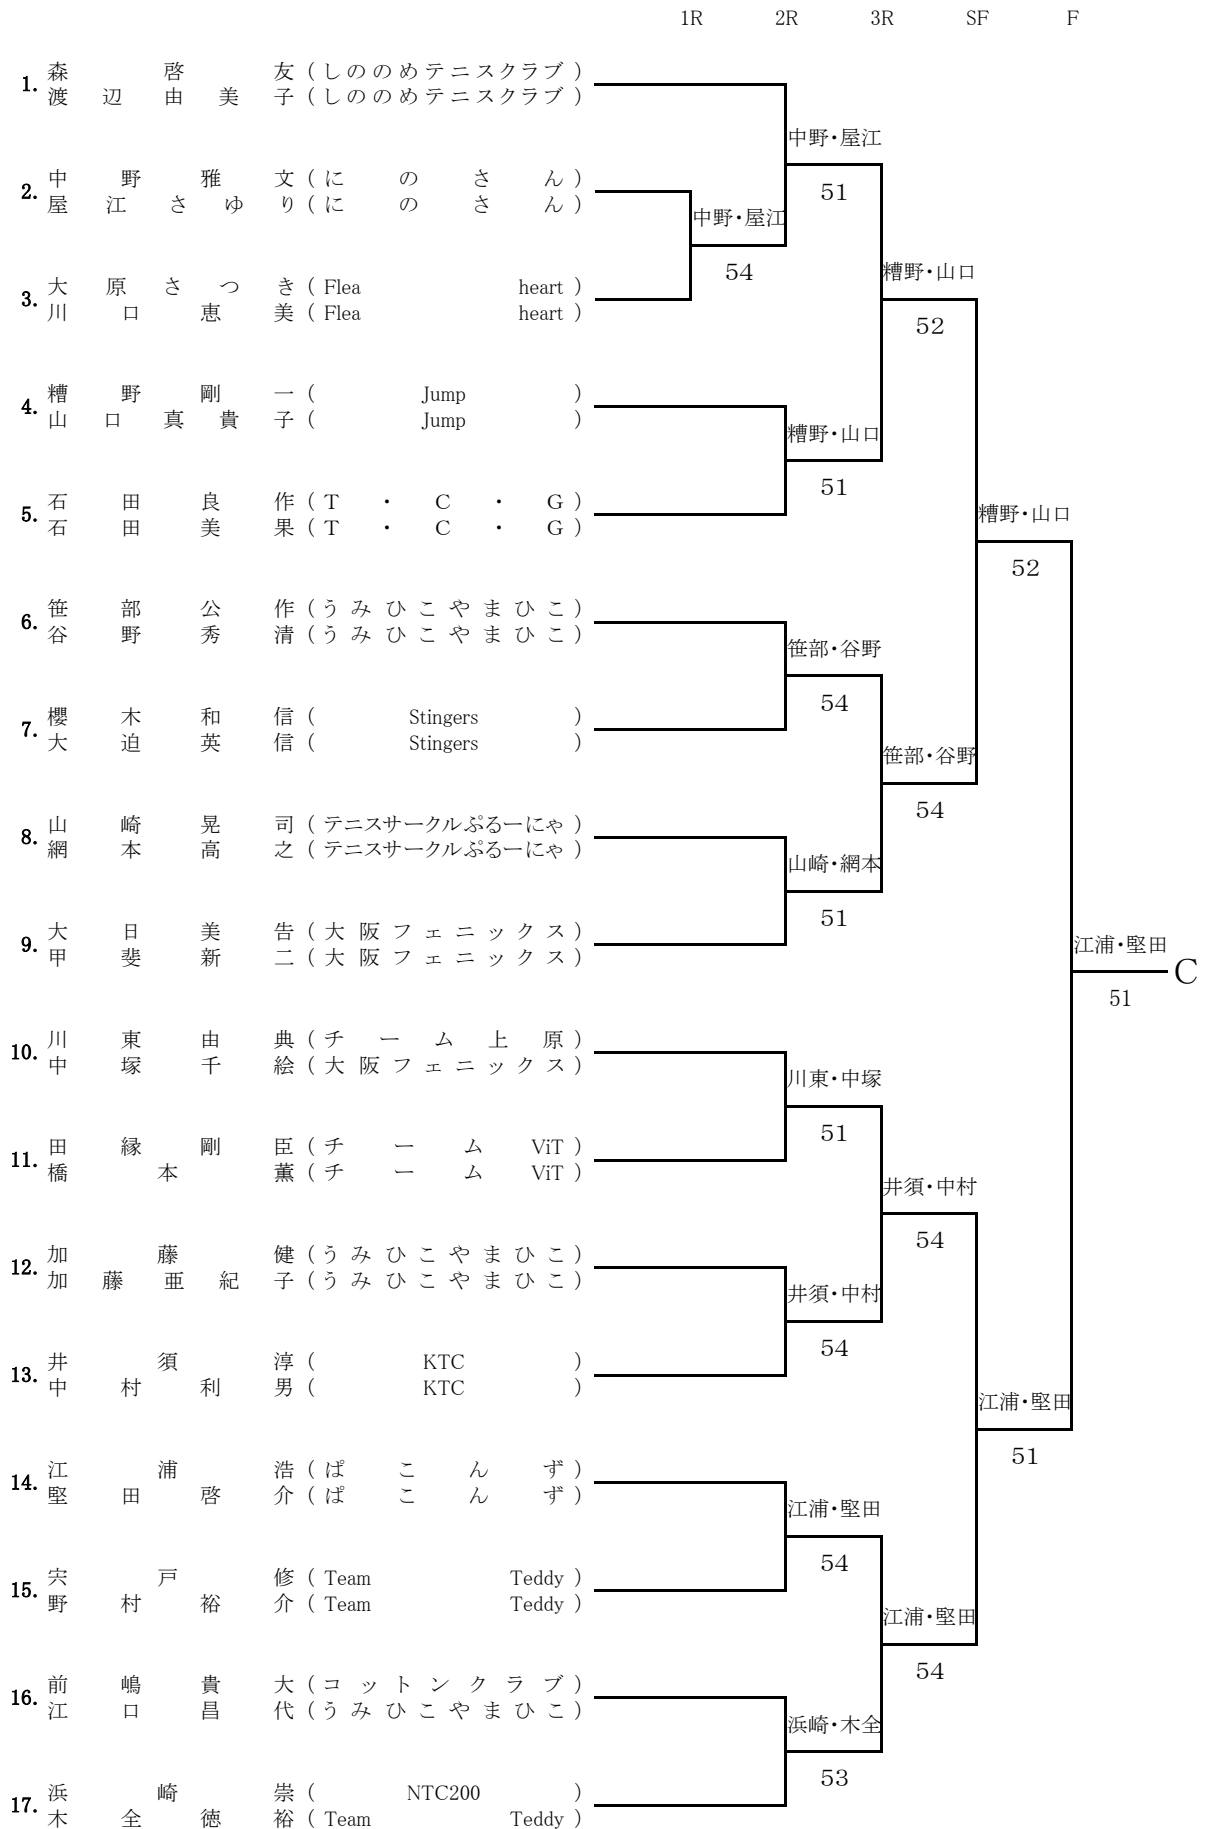 1R 2R 3R SF F
1. 森啓友(しののめテニスクラブ)
渡辺由美子(しののめテニスクラブ)
中野・屋江
51
2. 中野雅文(にのさん)
屋江さゆり(にのさん)
中野・屋江
54
3. 大原さつき(Flea heart)
川口恵美(Flea heart)
糟野・山口
52
4. 糟野剛一(Jump)
山口真貴子(Jump)
糟野・山口
51
5. 石田良作(T・C・G)
石田美果(T・C・G)
糟野・山口
52
6. 笹部公作(うみひこやまひこ)
谷野秀清(うみひこやまひこ)
笹部・谷野
54
7. 櫻木和信(Stingers)
大迫英信(Stingers)
笹部・谷野
54
8. 山崎晃司(テニスサークルぷるーにゃ)
網本高之(テニスサークルぷるーにゃ)
山崎・網本
51
9. 大日美告(大阪フェニックス)
甲斐新二(大阪フェニックス)
江浦・堅田
C
51
10. 川東由典(チーム上原)
中塚千絵(大阪フェニックス)
川東・中塚
51
11. 田縁剛臣(チームViT)
橋本薫(チームViT)
井須・中村
54
12. 加藤健(うみひこやまひこ)
加藤亜紀子(うみひこやまひこ)
井須・中村
54
13. 井須淳(KTC)
中村利男(KTC)
江浦・堅田
51
14. 江浦浩(ぱこんず)
堅田啓介(ぱこんず)
江浦・堅田
54
15. 宍戸修(Team Teddy)
野村裕介(Team Teddy)
江浦・堅田
54
16. 前嶋貴大(コットンクラブ)
江口昌代(うみひこやまひこ)
浜崎・木全
53
17. 浜崎崇(NTC200)
木全徳裕(Team Teddy)